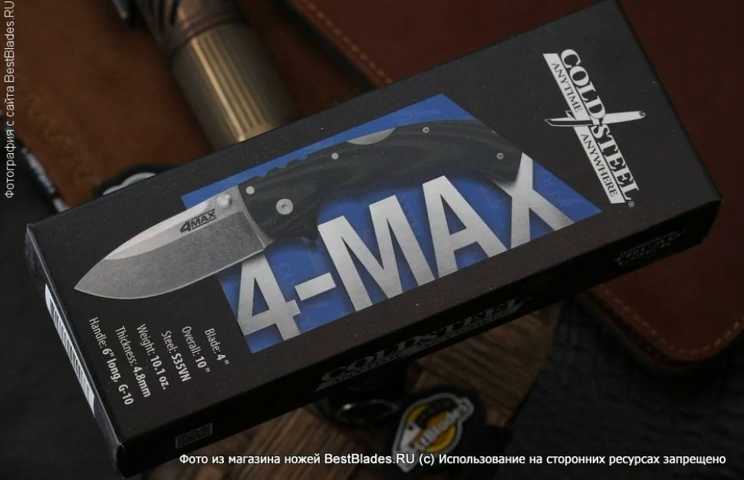 Фотография с сайта BestBlades.RU
COLD STEEL
ANYTIME ANYWHERE
®
4MAX
4-MAX
Blade: 4"
Overall: 10"
Steel: S35VN
Weight: 10.1 oz.
Thickness: 4.8mm
Handle: 6" long, G-10
COLD STEEL
Фото из магазина ножей BestBlades.RU (c) Использование на сторонних ресурсах запрещено